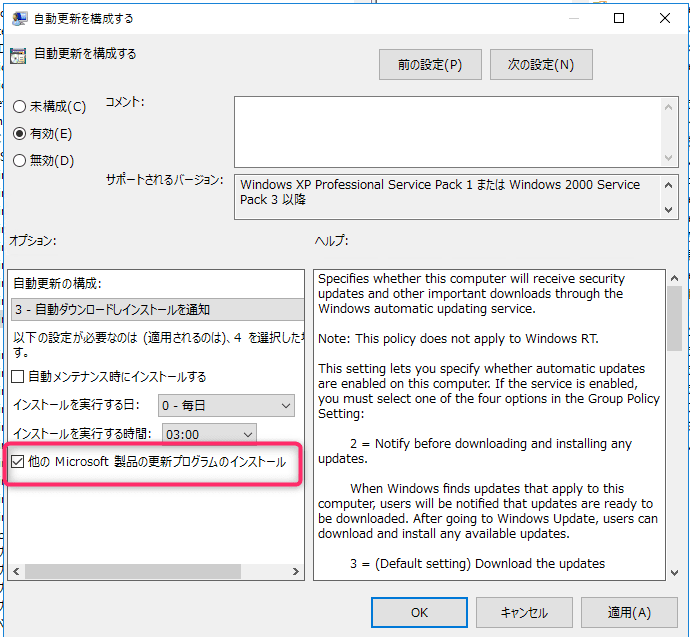 自動更新を構成する
自動更新を構成する
前の設定(P)
次の設定(N)
未構成(C)
コメント:
有効(E)
無効(D)
サポートされるバージョン:
Windows XP Professional Service Pack 1 または Windows 2000 Service
Pack 3 以降
オプション:
ヘルプ:
自動更新の構成:
3 - 自動ダウンロードしインストールを通知
以下の設定が必要なのは (適用されるのは)、4 を選択した
す。
自動メンテナンス時にインストールする
インストールを実行する日:
0 - 毎日
インストールを実行する時間:
03:00
他の Microsoft 製品の更新プログラムのインストール
Specifies whether this computer will receive security
updates and other important downloads through the
Windows automatic updating service.
Note: This policy does not apply to Windows RT.
This setting lets you specify whether automatic updates
are enabled on this computer. If the service is enabled,
you must select one of the four options in the Group Policy
Setting:
2 = Notify before downloading and installing any
updates.
When Windows finds updates that apply to this
computer, users will be notified that updates are ready to
be downloaded. After going to Windows Update, users can
download and install any available updates.
3 = (Default setting) Download the updates
OK
キャンセル
適用(A)